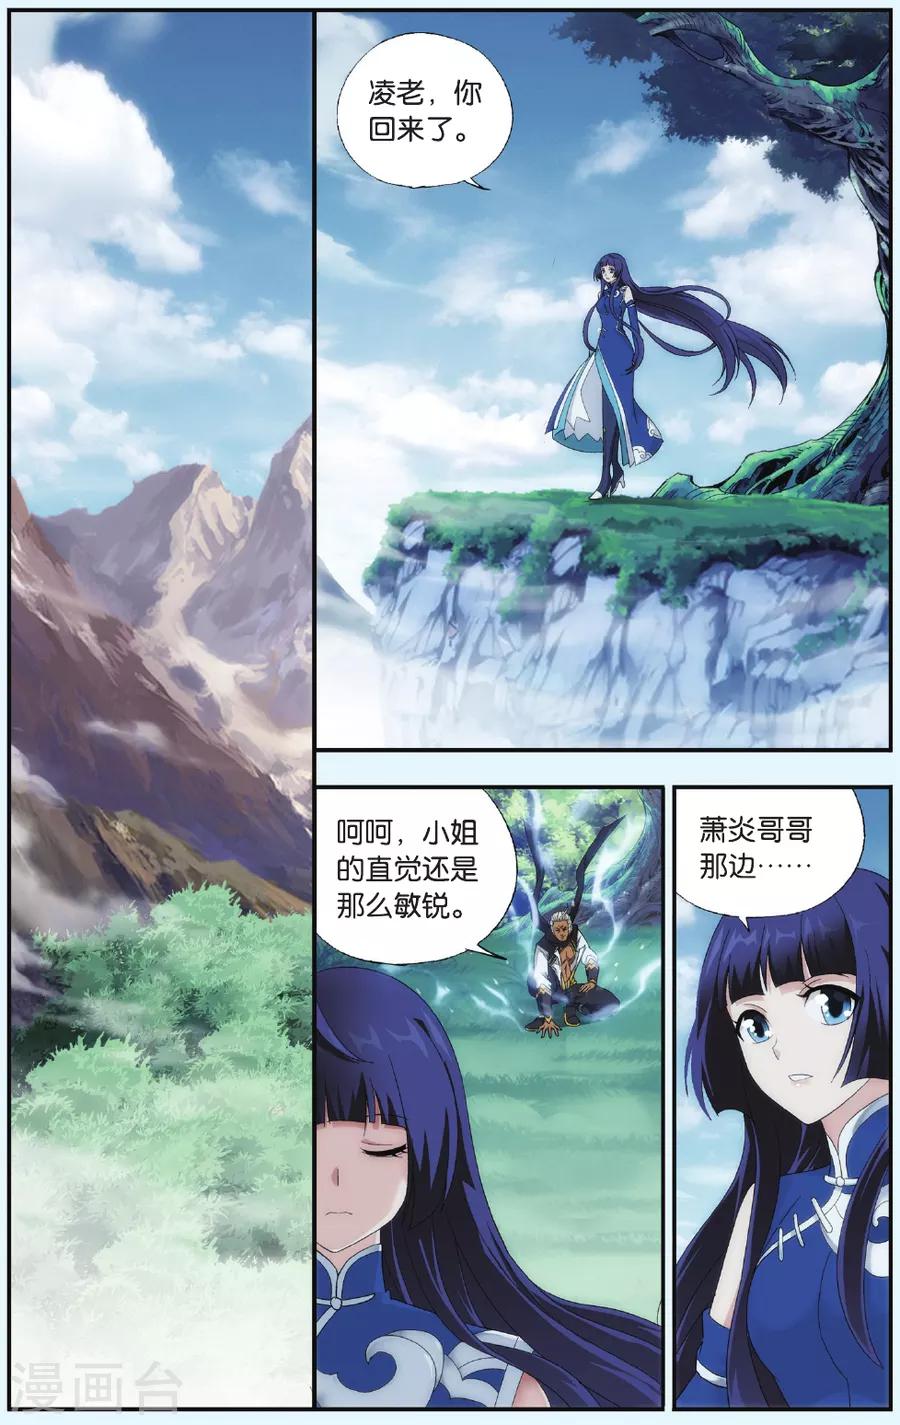 凌老，你
回来了。
呵呵，小姐
的直觉还是
那么敏锐。
萧炎哥哥
那边……
漫画台